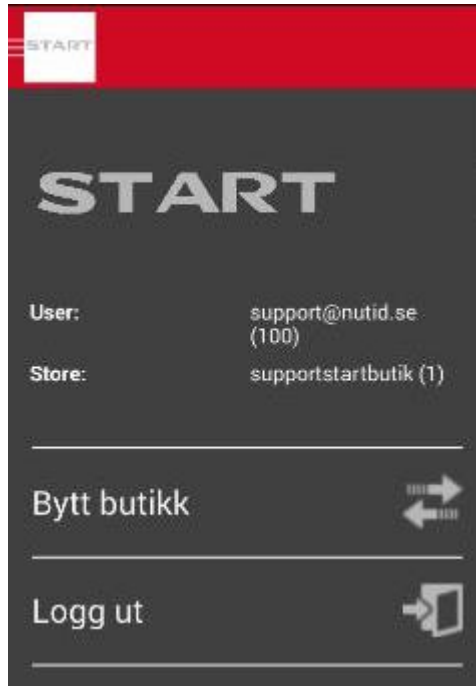 START
START
User: support@nutid.se
(100)
Store: supportstartbutik (1)
Bytt butikk
Logg ut